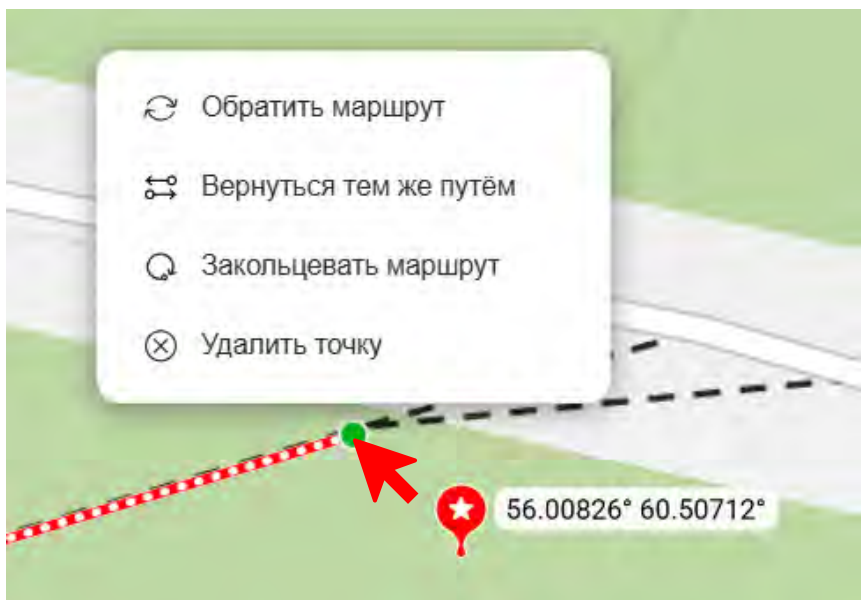 Обратить маршрут
Вернуться тем же путём
Закольцевать маршрут
Удалить точку
56.00826° 60.50712°